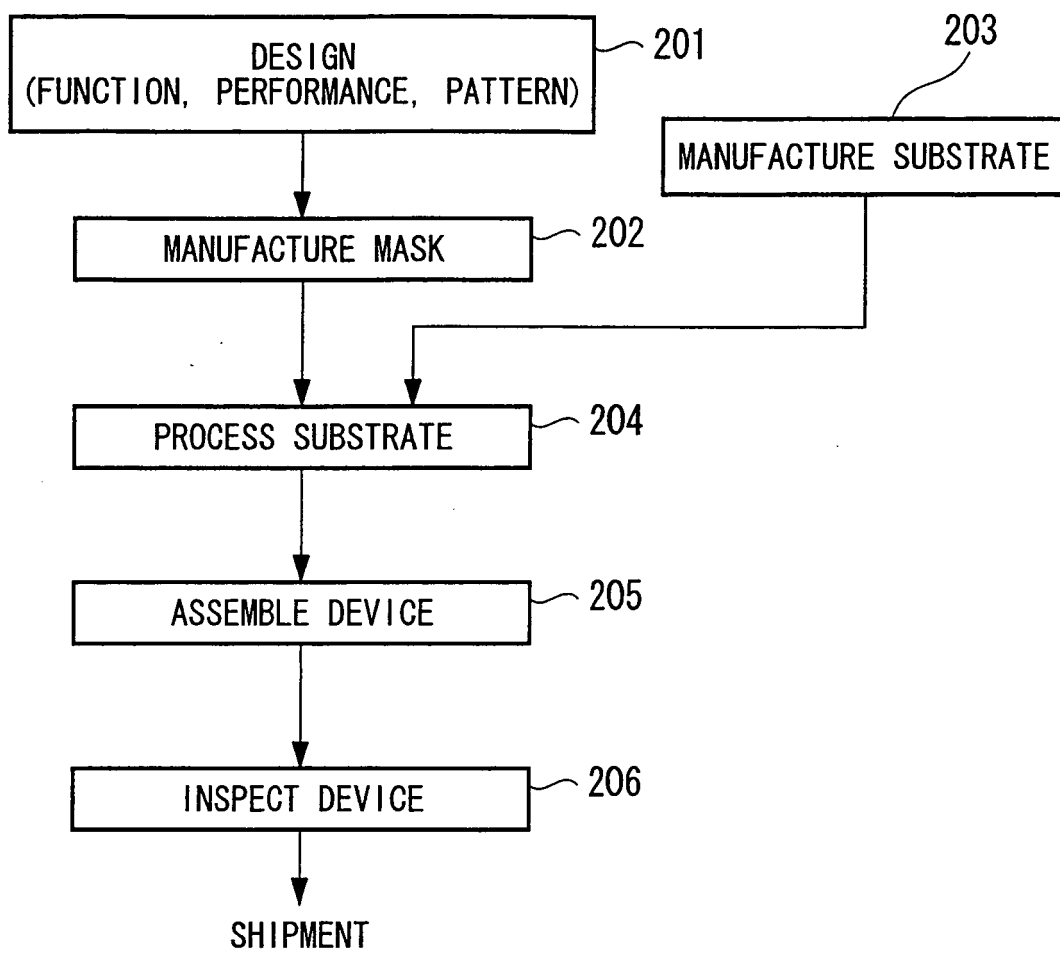 DESIGN
(FUNCTION, PERFORMANCE, PATTERN)
201
203
MANUFACTURE SUBSTRATE
MANUFACTURE MASK
202
PROCESS SUBSTRATE
204
ASSEMBLE DEVICE
205
INSPECT DEVICE
206
SHIPMENT